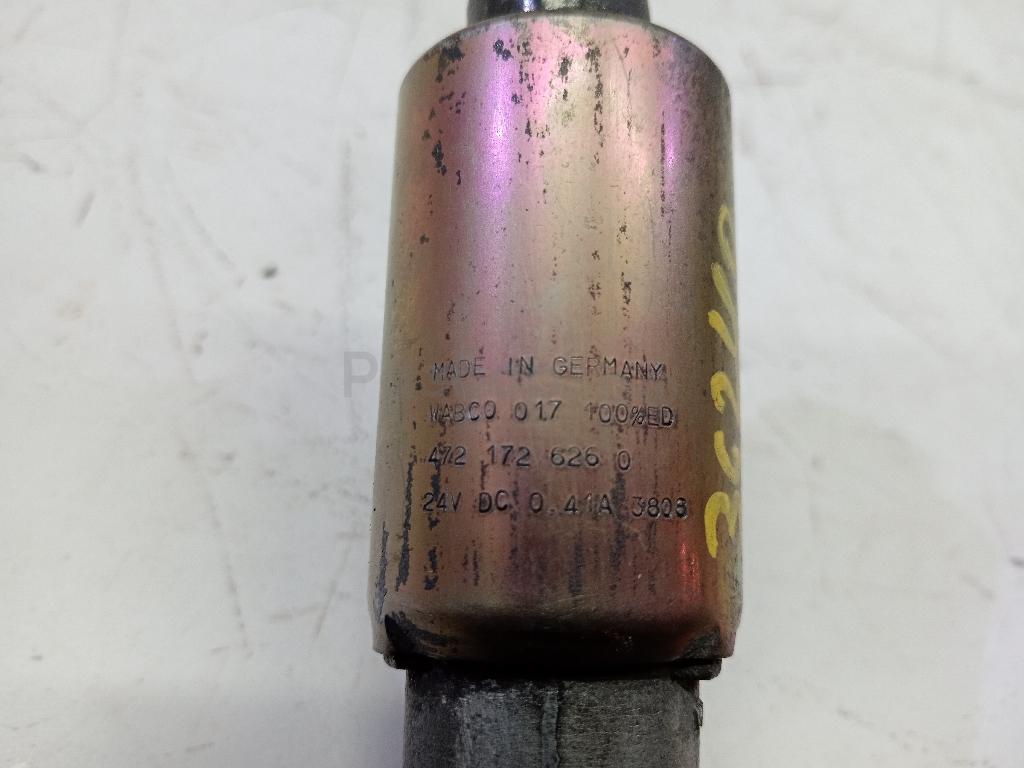 MADE IN GERMANY
WABCO 017 100%ED
472 172 626 0
24V DC 0.41A 3808